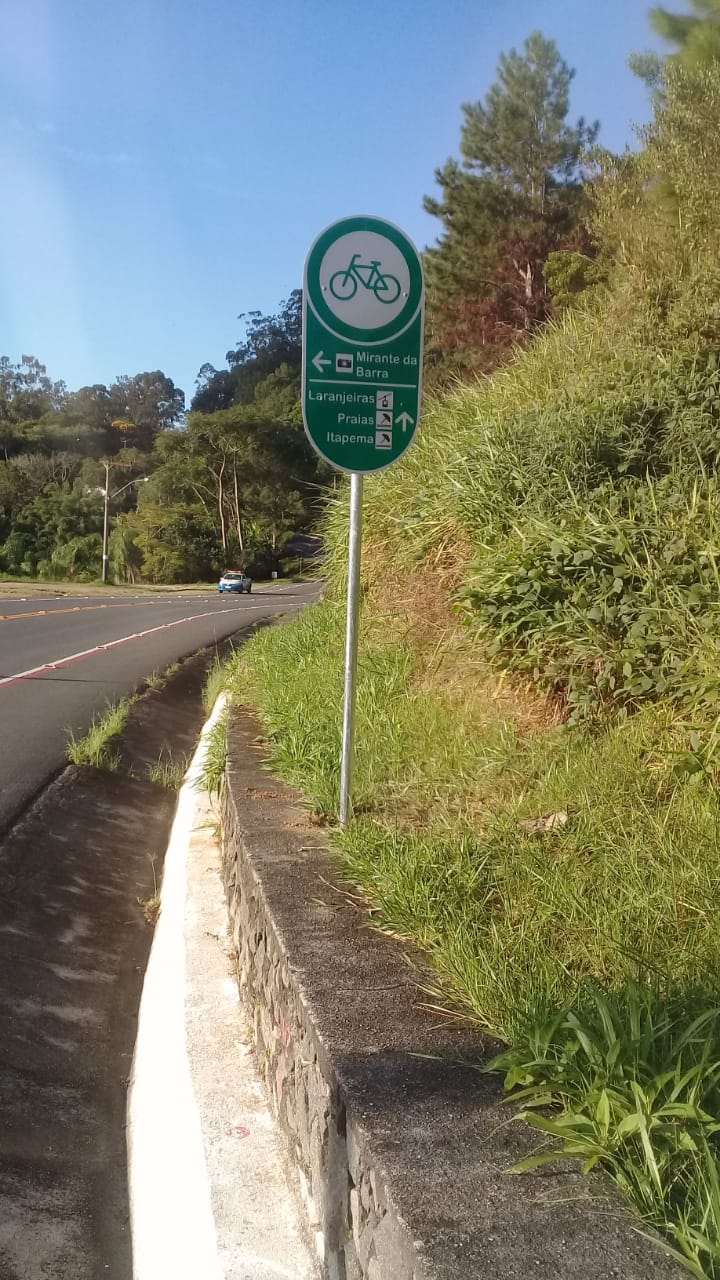 Mirante da
Barra
Laranjeiras
Praias
Itapema